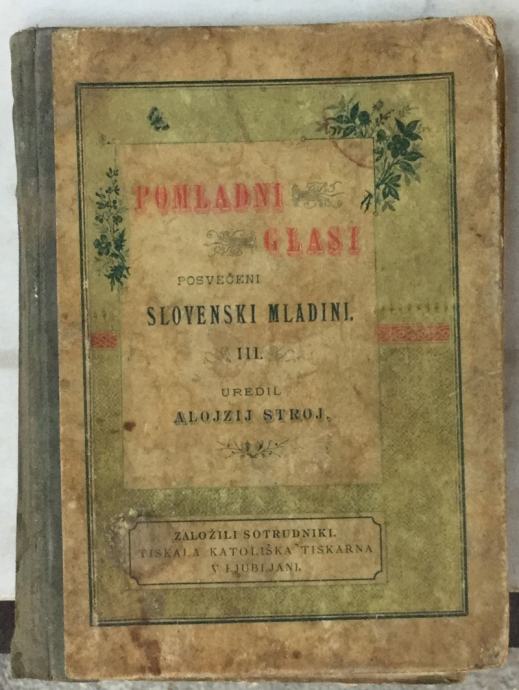 POMLADNI
GLASI
POSVEČENI
SLOVENSKI MLADINI.
III.
UREDIL
ALOJZIJ STROJ.
ZALOŽILI SOTRUDNIKI.
TISKALA KATOLIŠKA TISKARNA
V LJUBLJANI.